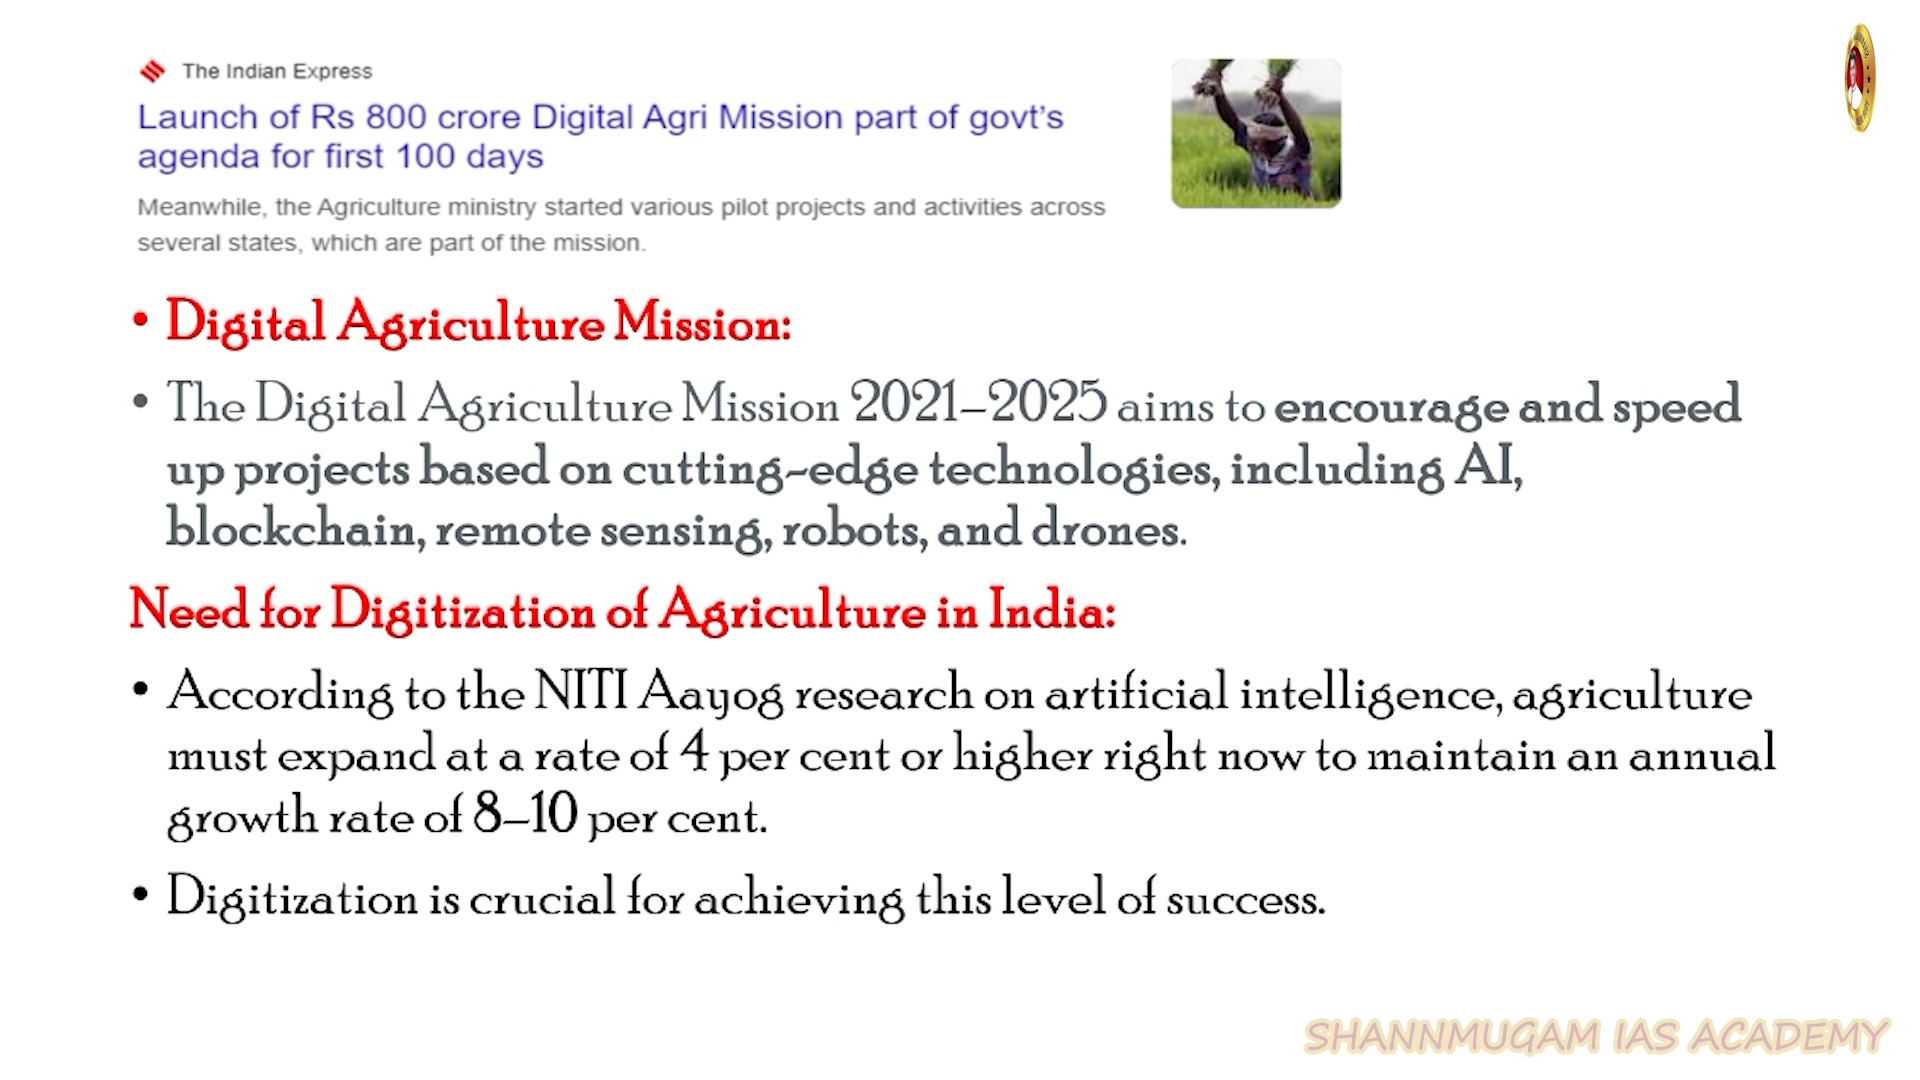 The Indian Express
Launch of Rs 800 crore Digital Agri Mission part of govt's
agenda for first 100 days
Meanwhile, the Agriculture ministry started various pilot projects and activities across
several states, which are part of the mission.
• Digital Agriculture Mission:
• The Digital Agriculture Mission 2021–2025 aims to encourage and speed
up projects based on cutting-edge technologies, including AI,
blockchain, remote sensing, robots, and drones.
Need for Digitization of Agriculture in India:
• According to the NITI Aayog research on artificial intelligence, agriculture
must expand at a rate of 4 per cent or higher right now to maintain an annual
growth rate of 8–10 per cent.
• Digitization is crucial for achieving this level of success.
SHANNMUGAM IAS ACADEMY